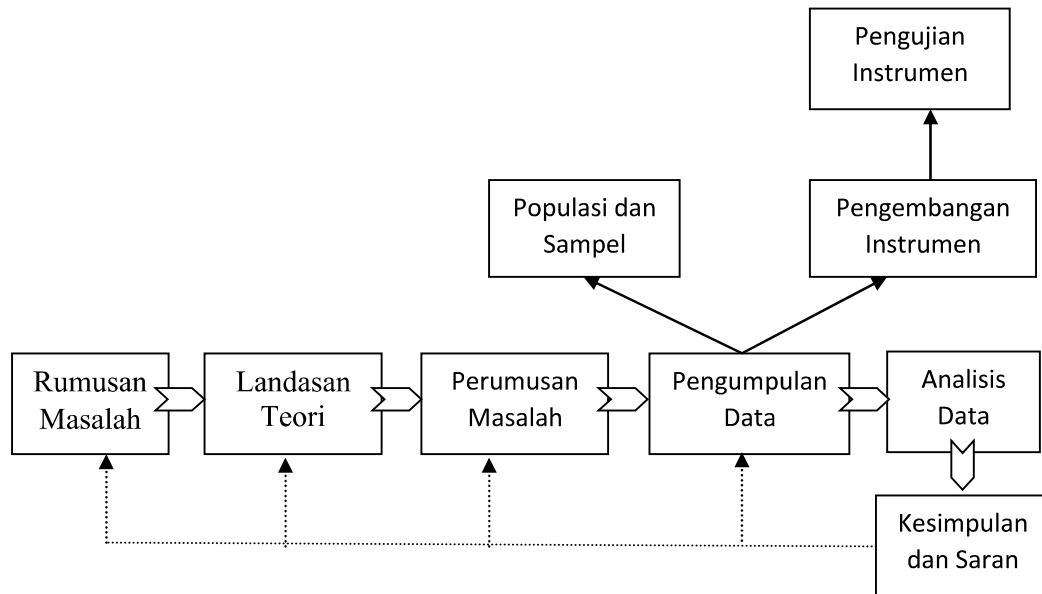 Pengujian
Instrumen
Populasi dan
Sampel
Pengembangan
Instrumen
Rumusan
Masalah
Landasan
Teori
Perumusan
Masalah
Pengumpulan
Data
Analisis
Data
Kesimpulan
dan Saran